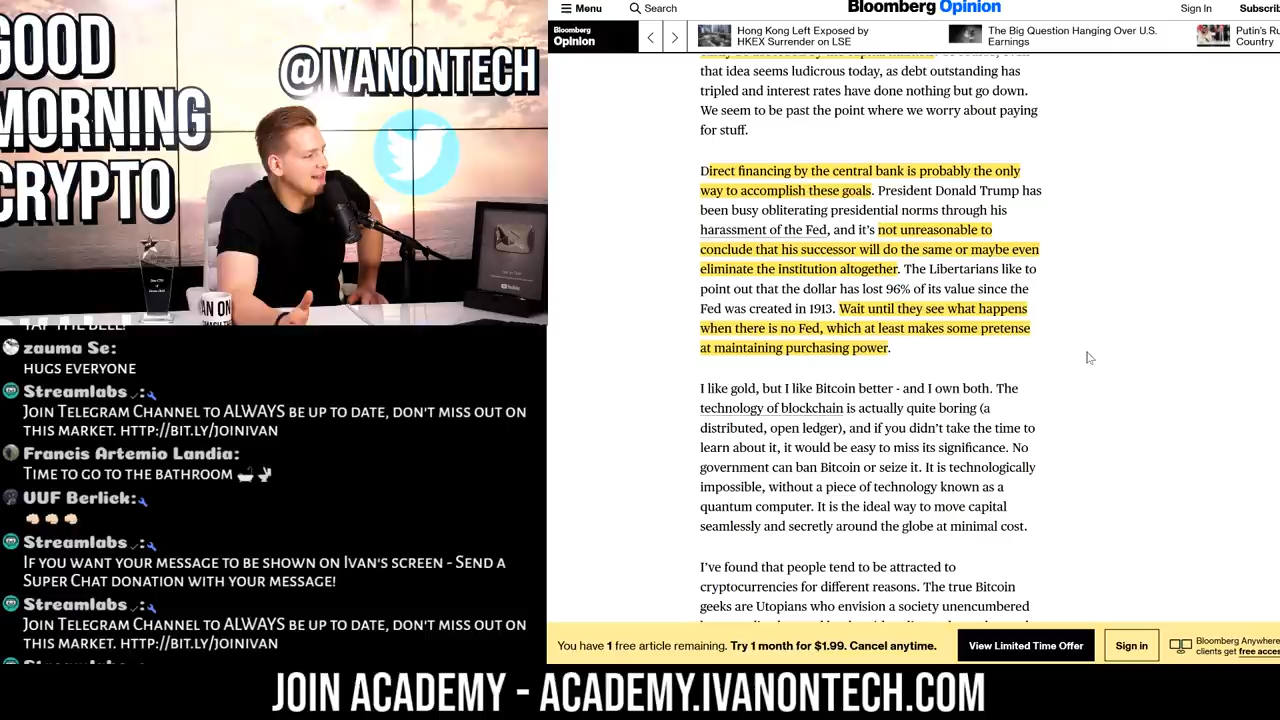 GOOD
MORNING
CRYPTO
@IVANONTECH
HUGS EVERYONE
zauma Se:
Streamlabs
JOIN TELEGRAM CHANNEL TO ALWAYS BE UP TO DATE, DON'T MISS OUT ON
THIS MARKET. HTTP://BIT.LY/JOINIVAN
Francis Artemio Landia:
TIME TO GO TO THE BATHROOM
UUF Berlick:
Streamlabs
IF YOU WANT YOUR MESSAGE TO BE SHOWN ON IVAN'S SCREEN - SEND A
SUPER CHAT DONATION WITH YOUR MESSAGE!
Streamlabs
JOIN TELEGRAM CHANNEL TO ALWAYS BE UP TO DATE, DON'T MISS OUT ON
THIS MARKET. HTTP://BIT.LY/JOINIVAN
Menu
Search
Bloomberg Opinion
Sign In
Subscri
Bloomberg
Opinion
Hong Kong Left Exposed by
HKEX Surrender on LSE
The Big Question Hanging Over U.S.
Earnings
Putin's Ru
Country
that idea seems ludicrous today, as debt outstanding has
tripled and interest rates have done nothing but go down.
We seem to be past the point where we worry about paying
for stuff.
Direct financing by the central bank is probably the only
way to accomplish these goals. President Donald Trump has
been busy obliterating presidential norms through his
harassment of the Fed, and it's not unreasonable to
conclude that his successor will do the same or maybe even
eliminate the institution altogether. The Libertarians like to
point out that the dollar has lost 96% of its value since the
Fed was created in 1913. Wait until they see what happens
when there is no Fed, which at least makes some pretense
at maintaining purchasing power.
I like gold, but I like Bitcoin better - and I own both. The
technology of blockchain is actually quite boring (a
distributed, open ledger), and if you didn't take the time to
learn about it, it would be easy to miss its significance. No
government can ban Bitcoin or seize it. It is technologically
impossible, without a piece of technology known as a
quantum computer. It is the ideal way to move capital
seamlessly and secretly around the globe at minimal cost.
I've found that people tend to be attracted to
cryptocurrencies for different reasons. The true Bitcoin
geeks are Utopians who envision a society unencumbered
You have 1 free article remaining. Try 1 month for $1.99. Cancel anytime.
View Limited Time Offer
Sign in
Bloomberg Anywhere
clients get free acces
JOIN ACADEMY - ACADEMY.IVANONTECH.COM